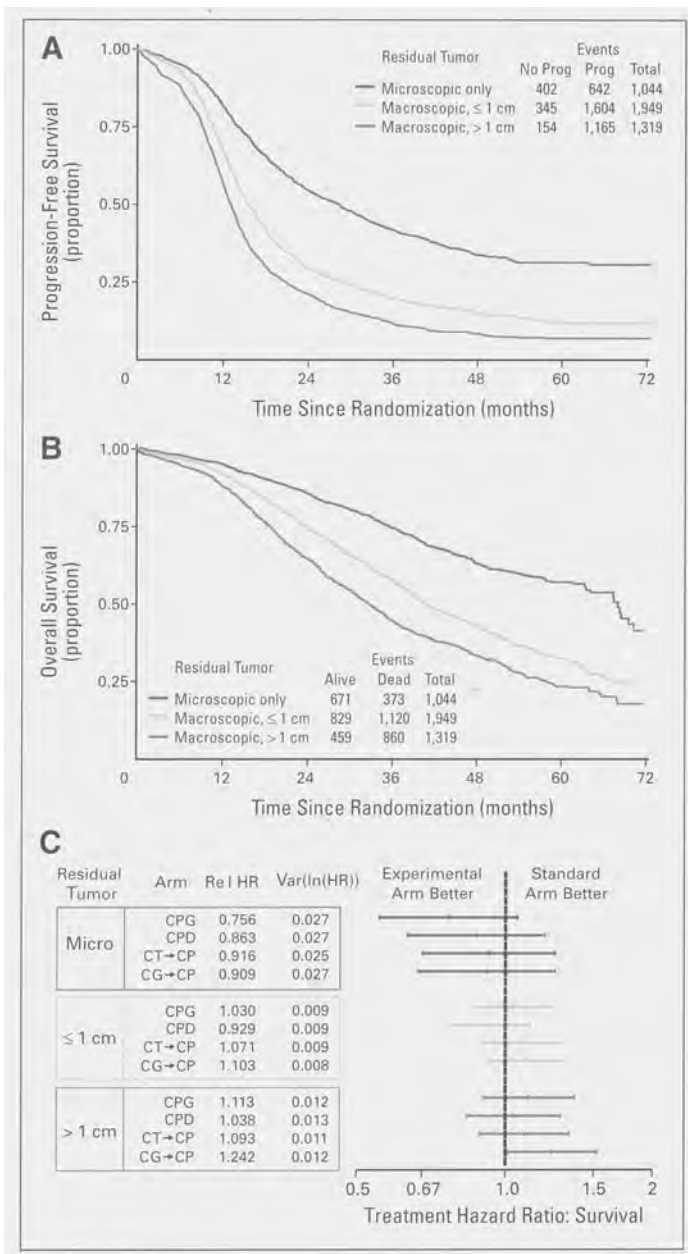 A
1.00
0.75
0.50
0.25
0
12
24
36
48
60
72
Progression-Free Survival
(proportion)
Time Since Randomization (months)
Events
Residual Tumor No Prog Prog Total
Microscopic only 402 642 1,044
Macroscopic, ≤ 1 cm 345 1,604 1,949
Macroscopic, > 1 cm 154 1,165 1,319
B
1.00
0.75
0.50
0.25
0
12
24
36
48
60
72
Overall Survival
(proportion)
Time Since Randomization (months)
Events
Residual Tumor Alive Dead Total
Microscopic only 671 373 1,044
Macroscopic, ≤ 1 cm 829 1,120 1,949
Macroscopic, > 1 cm 459 860 1,319
C
Residual
Tumor
Arm Rel HR Var(ln(HR))
Micro
CPG 0.756 0.027
CPD 0.863 0.027
CT→CP 0.916 0.025
CG→CP 0.909 0.027
≤ 1 cm
CPG 1.030 0.009
CPD 0.929 0.009
CT→CP 1.071 0.009
CG→CP 1.103 0.008
> 1 cm
CPG 1.113 0.012
CPD 1.038 0.013
CT→CP 1.093 0.011
CG→CP 1.242 0.012
Experimental
Arm Better
Standard
Arm Better
0.5 0.67 1.0 1.5 2
Treatment Hazard Ratio: Survival